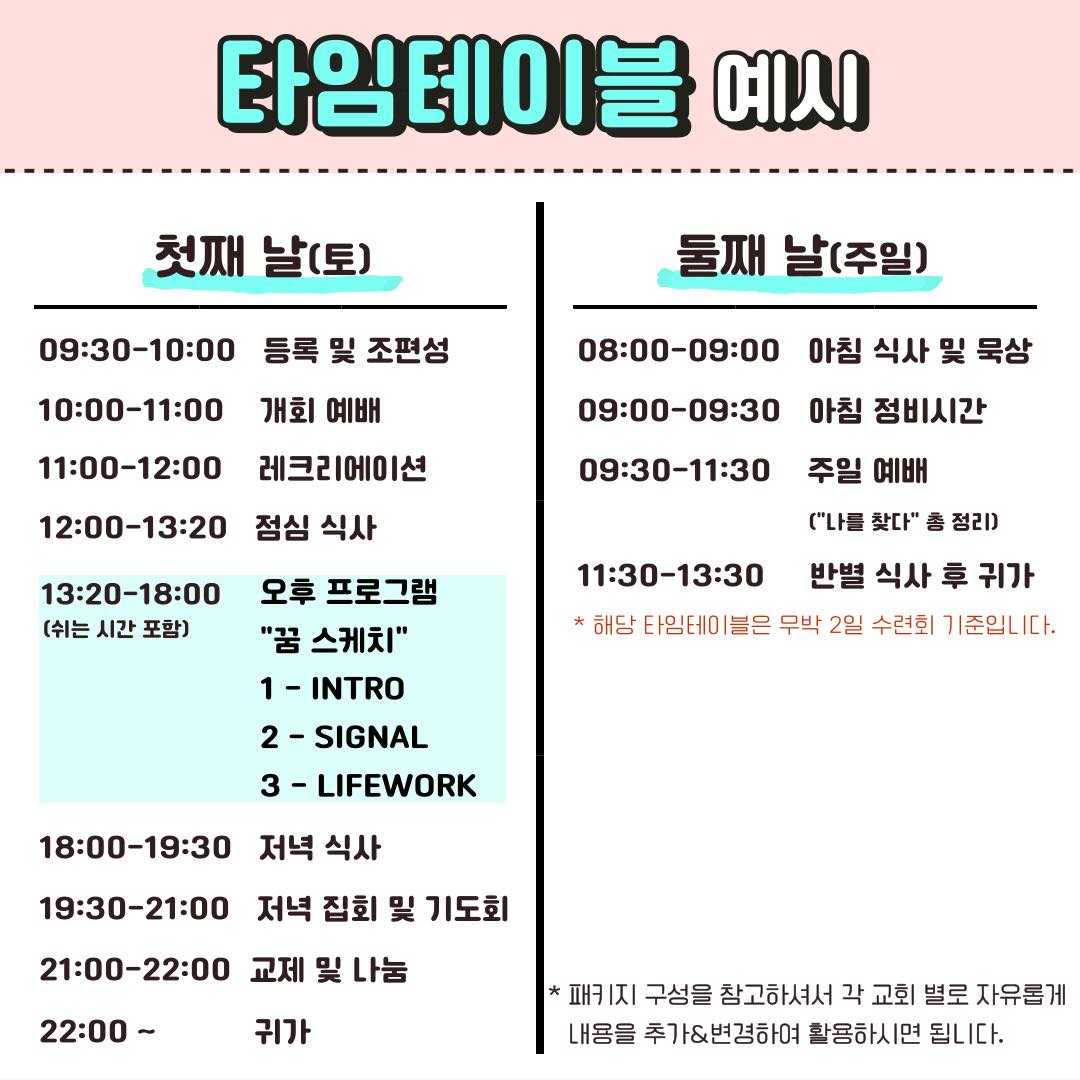 타임테이블 예시
첫째 날(토)
09:30-10:00 등록 및 조편성
10:00-11:00 개회 예배
11:00-12:00 레크리에이션
12:00-13:20 점심 식사
13:20-18:00 오후 프로그램
(쉬는 시간 포함)
"꿈 스케치"
1 - INTRO
2 - SIGNAL
3 - LIFEWORK
18:00-19:30 저녁 식사
19:30-21:00 저녁 집회 및 기도회
21:00-22:00 교제 및 나눔
22:00 ~ 귀가
둘째 날(주일)
08:00-09:00 아침 식사 및 묵상
09:00-09:30 아침 정비시간
09:30-11:30 주일 예배
("나를 찾다" 총 정리)
11:30-13:30 반별 식사 후 귀가
* 해당 타임테이블은 무박 2일 수련회 기준입니다.
* 패키지 구성을 참고하셔서 각 교회 별로 자유롭게
내용을 추가&변경하여 활용하시면 됩니다.